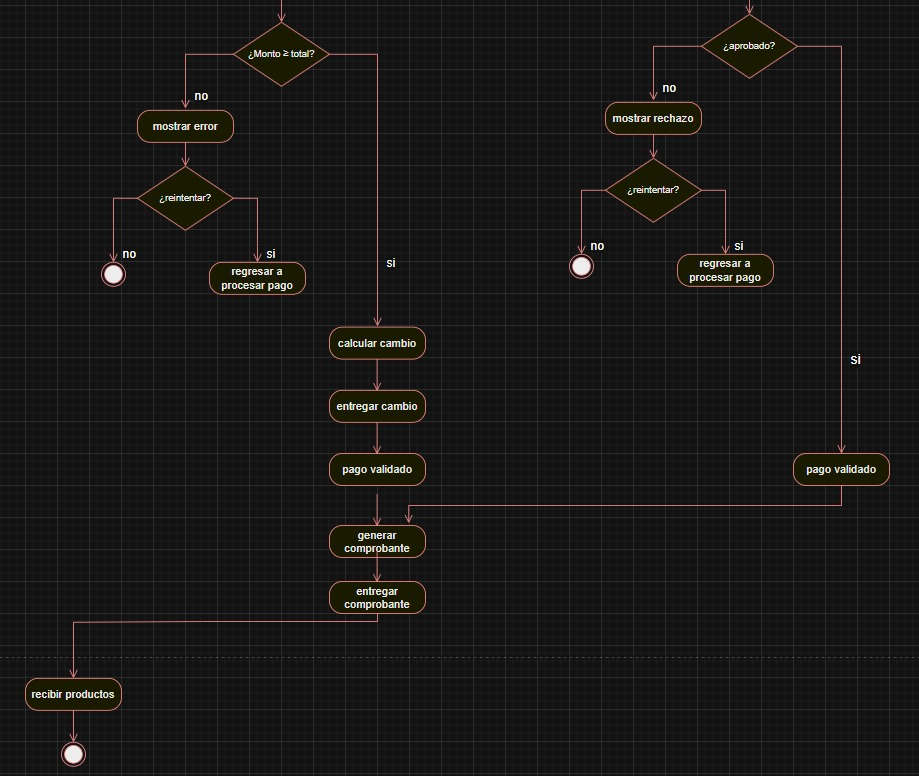 ¿Monto ≥ total?
¿aprobado?
no
no
mostrar error
mostrar rechazo
¿reintentar?
¿reintentar?
no
si
no
si
regresar a
procesar pago
regresar a
procesar pago
si
calcular cambio
si
entregar cambio
pago validado
pago validado
generar
comprobante
entregar
comprobante
recibir productos